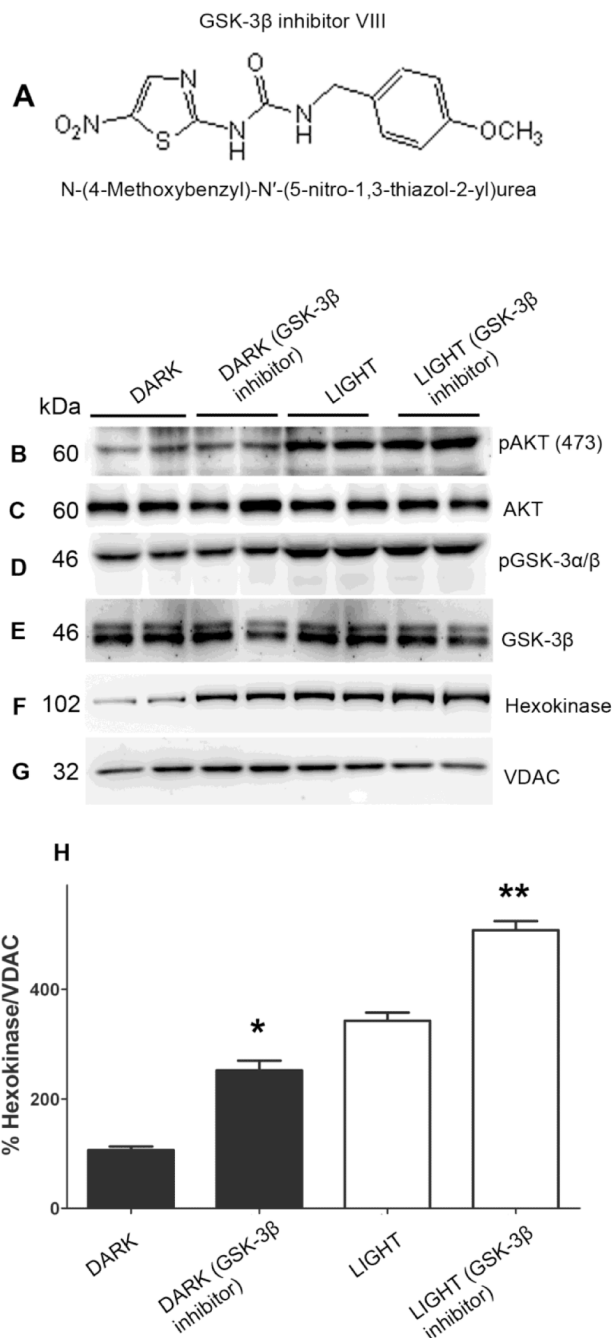 GSK-3β inhibitor VIII
A
O₂N
N
S
N
H
O
N
H
OCH₃
N-(4-Methoxybenzyl)-N′-(5-nitro-1,3-thiazol-2-yl)urea
kDa
DARK
DARK (GSK-3β
inhibitor)
LIGHT
LIGHT (GSK-3β
inhibitor)
B 60 pAKT (473)
C 60 AKT
D 46 pGSK-3α/β
E 46 GSK-3β
F 102 Hexokinase
G 32 VDAC
H
% Hexokinase/VDAC
400
200
0
*
**
DARK
DARK (GSK-3β
inhibitor)
LIGHT
LIGHT (GSK-3β
inhibitor)